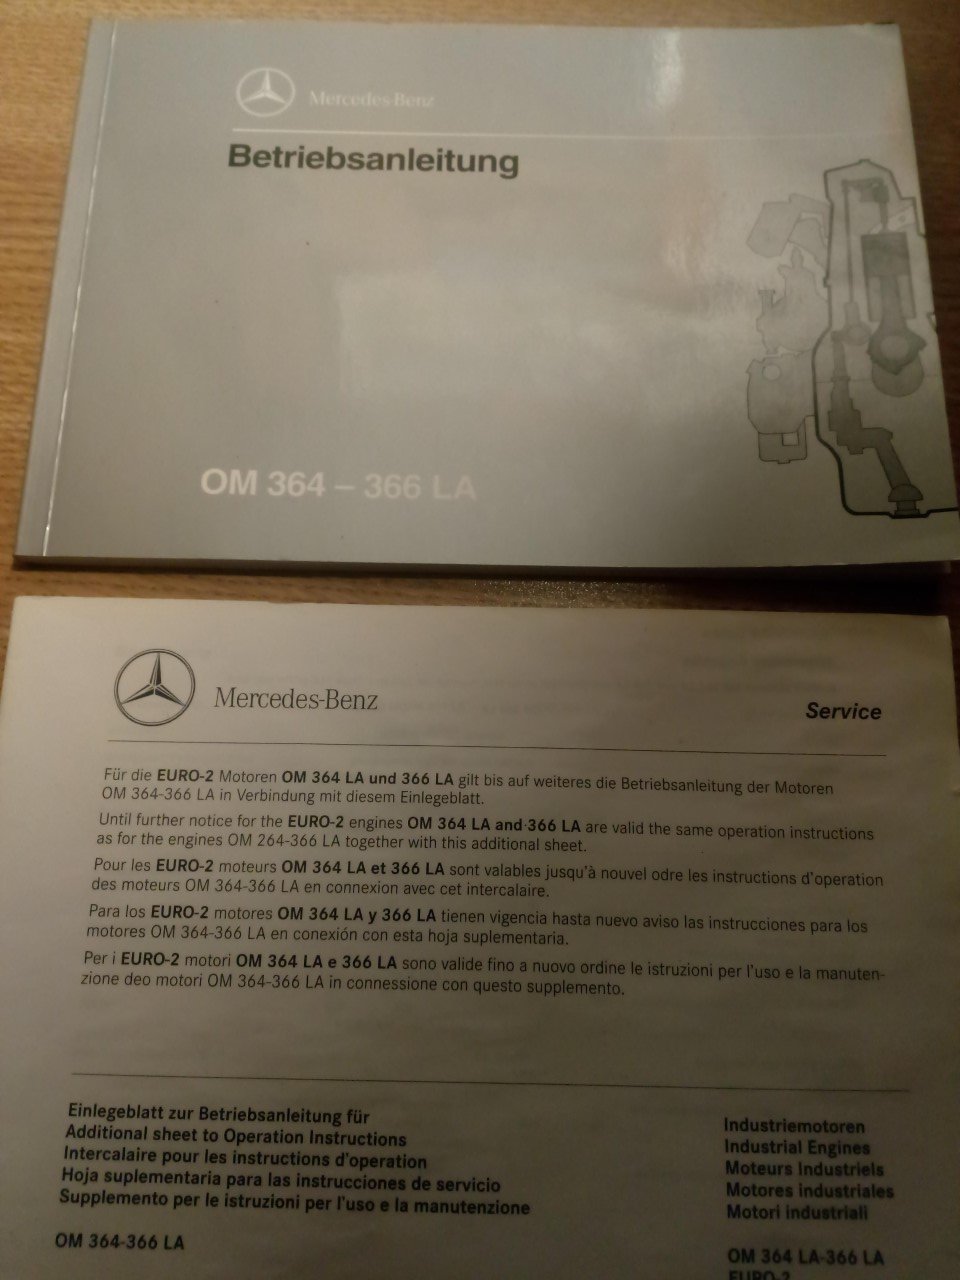 Mercedes Benz
Betriebsanleitung
OM 364 – 366 LA
Mercedes-Benz
Service
Für die EURO-2 Motoren OM 364 LA und 366 LA gilt bis auf weiteres die Betriebsanleitung der Motoren
OM 364-366 LA in Verbindung mit diesem Einlegeblatt.
Until further notice for the EURO-2 engines OM 364 LA and 366 LA are valid the same operation instructions
as for the engines OM 264-366 LA together with this additional sheet.
Pour les EURO-2 moteurs OM 364 LA et 366 LA sont valables jusqu'à nouvel odre les instructions d'operation
des moteurs OM 364-366 LA en connexion avec cet intercalaire.
Para los EURO-2 motores OM 364 LA y 366 LA tienen vigencia hasta nuevo aviso las instrucciones para los
motores OM 364-366 LA en conexión con esta hoja suplementaria.
Per i EURO-2 motori OM 364 LA e 366 LA sono valide fino a nuovo ordine le istruzioni per l'uso e la manuten-
zione deo motori OM 364-366 LA in connessione con questo supplemento.
Einlegeblatt zur Betriebsanleitung für
Additional sheet to Operation Instructions
Intercalaire pour les instructions d'operation
Hoja suplementaria para las instrucciones de servicio
Supplemento per le istruzioni per l'uso e la manutenzione
OM 364-366 LA
Industriemotoren
Industrial Engines
Moteurs Industriels
Motores industriales
Motori industriali
OM 364 LA-366 LA
EURO-2